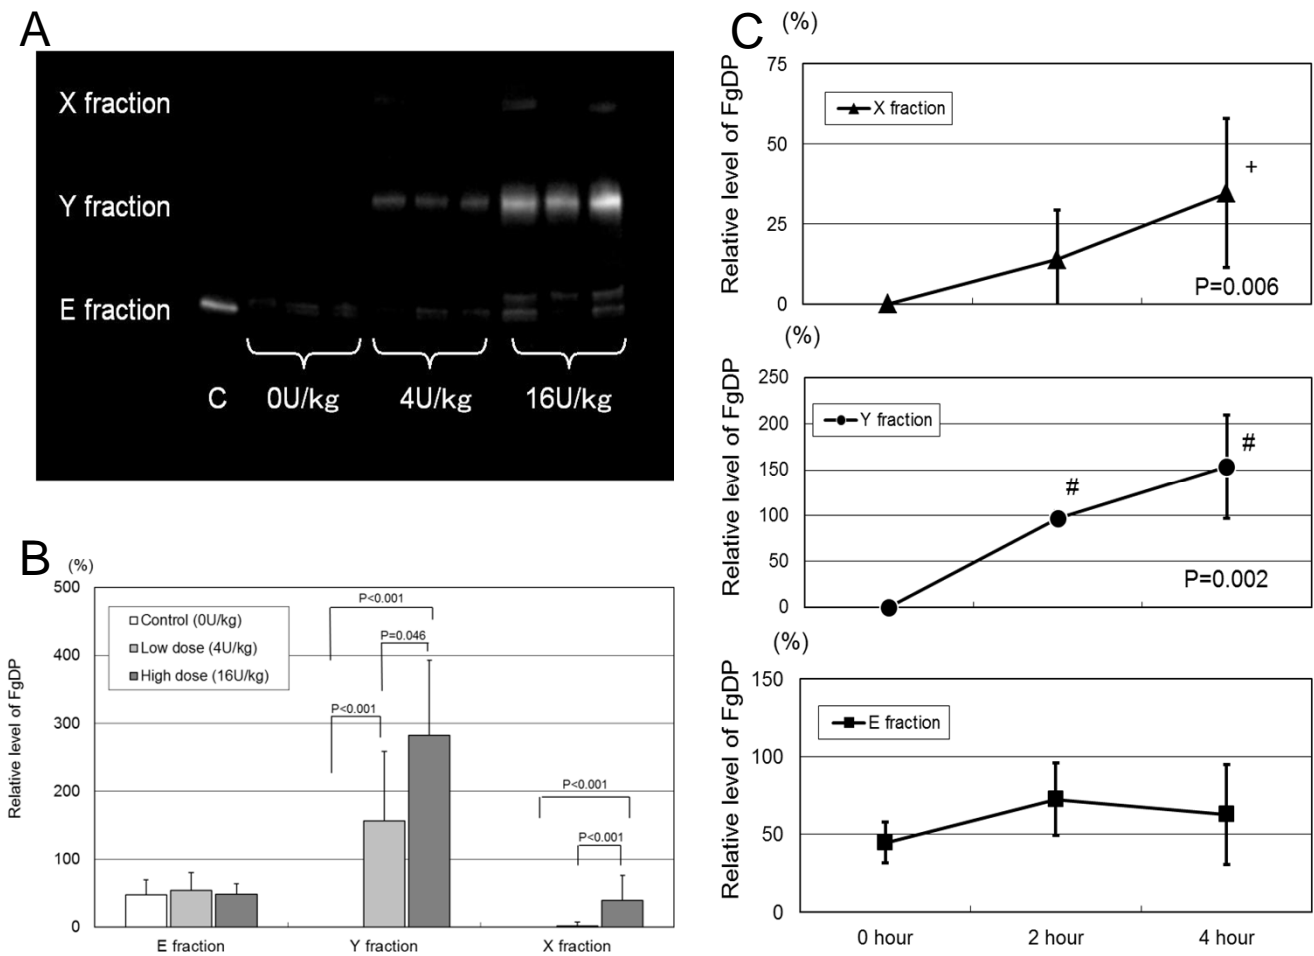 A
X fraction
Y fraction
E fraction
C 0U/kg 4U/kg 16U/kg
B
(%)
Relative level of FgDP
500
400
300
200
100
0
Control (0U/kg)
Low dose (4U/kg)
High dose (16U/kg)
P<0.001
P=0.046
P<0.001
P<0.001
P<0.001
E fraction Y fraction X fraction
C
(%)
Relative level of FgDP
75
50
25
0
X fraction
+
P=0.006
(%)
Relative level of FgDP
250
200
150
100
50
0
Y fraction
#
#
P=0.002
(%)
Relative level of FgDP
150
100
50
0
E fraction
0 hour 2 hour 4 hour